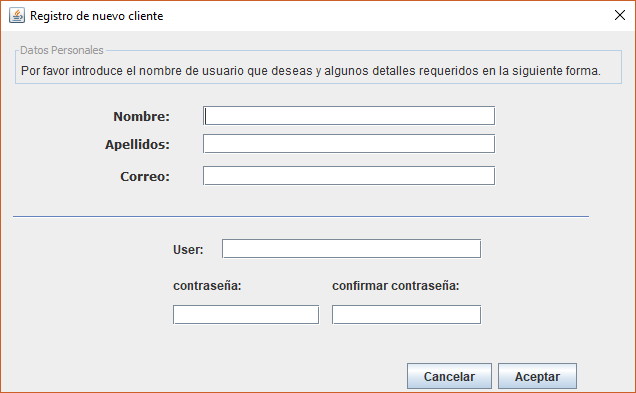 Registro de nuevo cliente
Datos Personales
Por favor introduce el nombre de usuario que deseas y algunos detalles requeridos en la siguiente forma.
Nombre:
Apellidos:
Correo:
User:
contraseña: confirmar contraseña:
Cancelar Aceptar